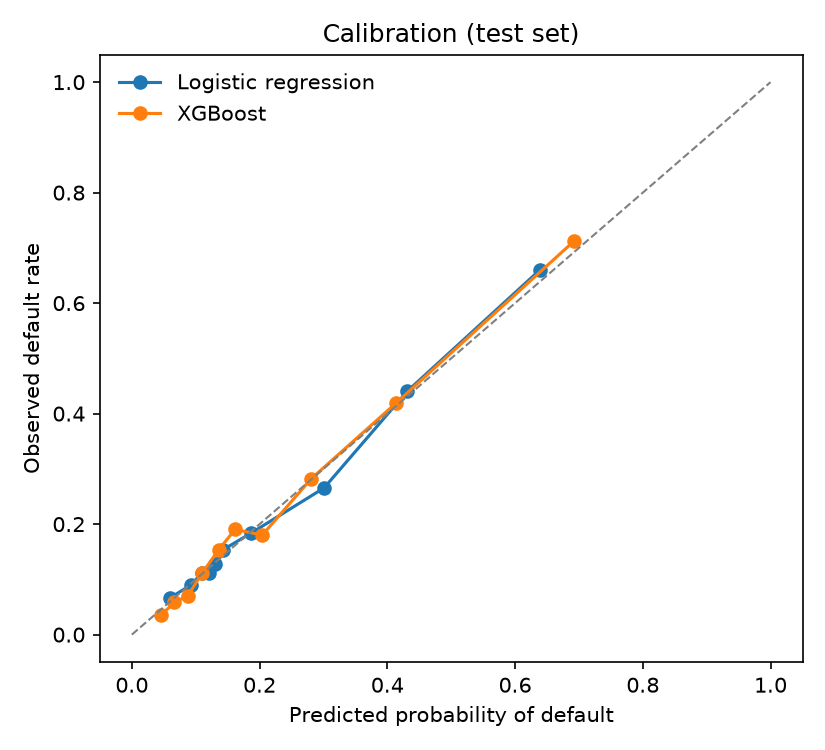 Calibration (test set)
Logistic regression
XGBoost
1.0
0.8
0.6
0.4
0.2
0.0
Observed default rate
0.0 0.2 0.4 0.6 0.8 1.0
Predicted probability of default